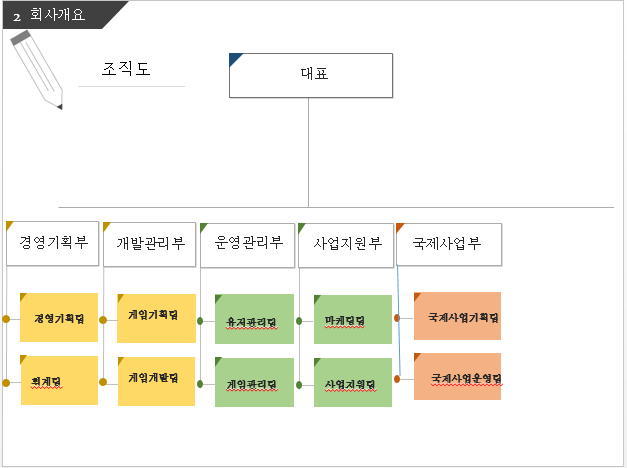 2 회사개요
조직도
대표
경영기획부
개발관리부
운영관리부
사업지원부
국제사업부
경영기획팀
게임기획팀
유저관리팀
마케팅팀
국제사업기획팀
회계팀
게임개발팀
게임관리팀
사업지원팀
국제사업운영팀